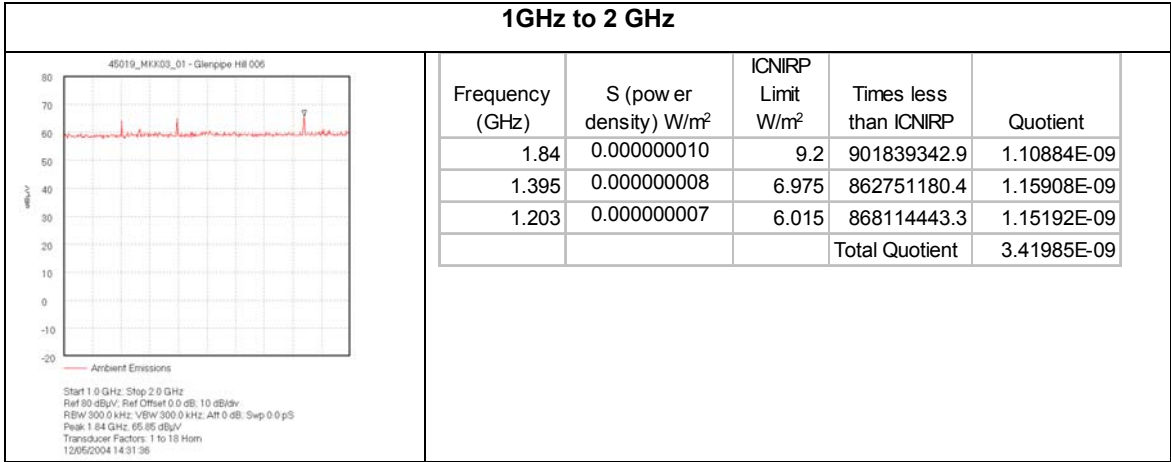 1GHz to 2 GHz
45019_MKK03_01 - Glenpipe Hill 006
80
70
60
50
40
30
20
10
0
-10
-20
dBµV
Ambient Emissions
Start 1.0 GHz; Stop 2.0 GHz
Ref 80 dBµV; Ref Offset 0.0 dB; 10 dB/div
RBW 300.0 kHz; VBW 300.0 kHz; Att 0 dB; Swp 0.0 pS
Peak 1.84 GHz, 65.85 dBµV
Transducer Factors: 1 to 18 Horn
12/05/2004 14:31:36
Frequency (GHz) S (pow er density) W/m² ICNIRP Limit W/m² Times less than ICNIRP Quotient
1.84 0.000000010 9.2 901839342.9 1.10884E-09
1.395 0.000000008 6.975 862751180.4 1.15908E-09
1.203 0.000000007 6.015 868114443.3 1.15192E-09
Total Quotient 3.41985E-09